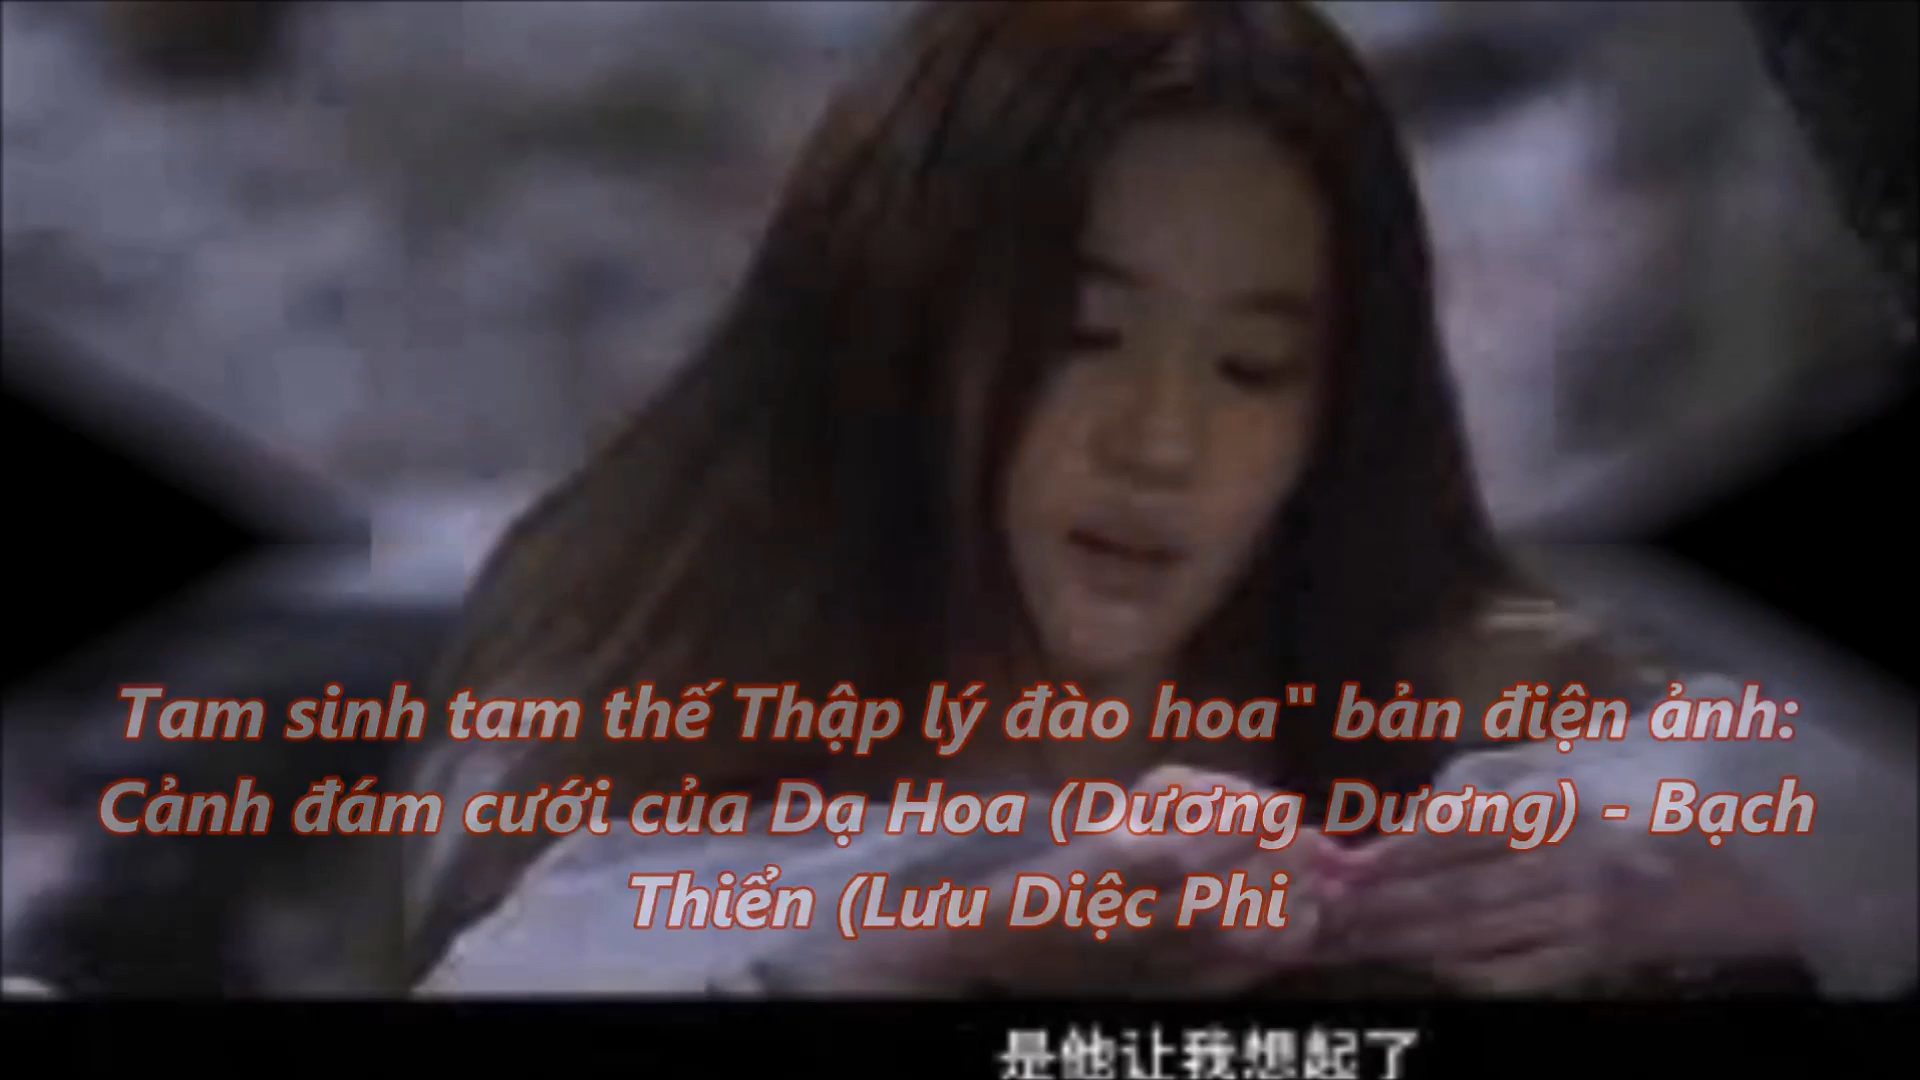 Tam sinh tam thế Thập lý đào hoa" bản điện ảnh:
Cảnh đám cưới của Dạ Hoa (Dương Dương) - Bạch
Thiển (Lưu Diệc Phi
是他让我想起了